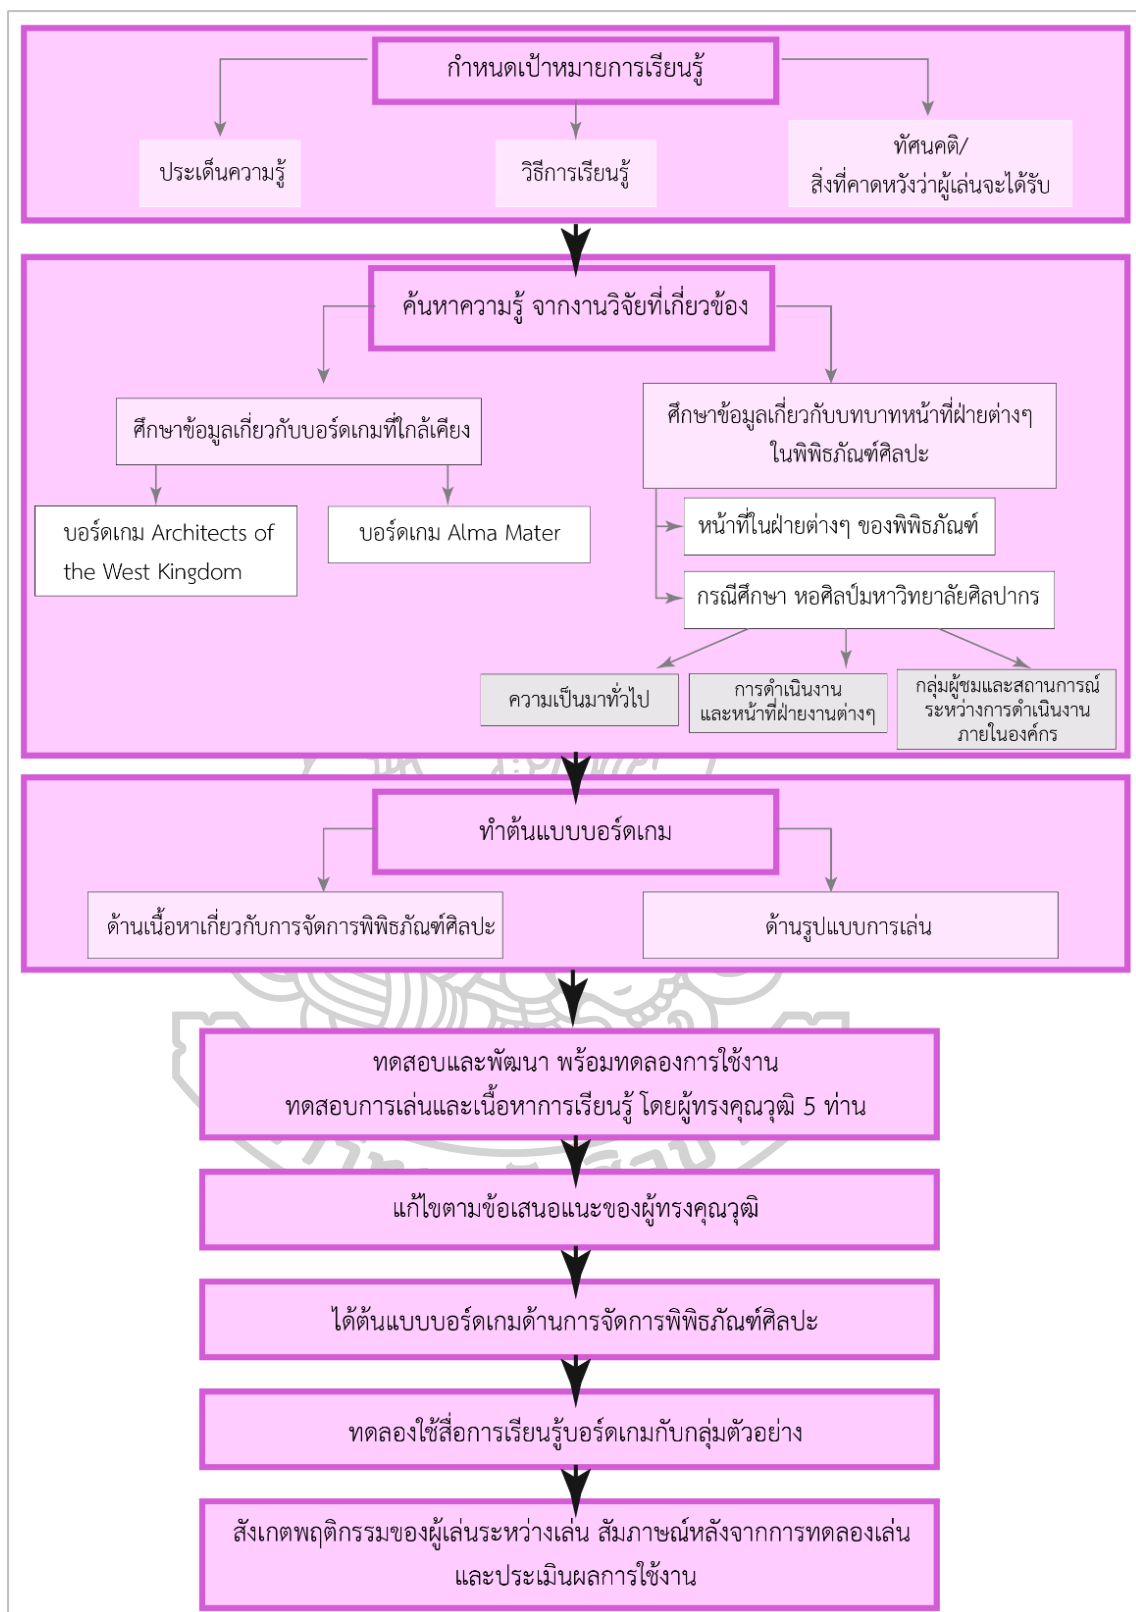 กำหนดเป้าหมายการเรียนรู้
ประเด็นความรู้
วิธีการเรียนรู้
ทัศนคติ/
สิ่งที่คาดหวังว่าผู้เล่นจะได้รับ
ค้นหาความรู้ จากงานวิจัยที่เกี่ยวข้อง
ศึกษาข้อมูลเกี่ยวกับบอร์ดเกมที่ใกล้เคียง
บอร์ดเกม Architects of
the West Kingdom
บอร์ดเกม Alma Mater
ศึกษาข้อมูลเกี่ยวกับบทบาทหน้าที่ฝ่ายต่างๆ
ในพิพิธภัณฑ์ศิลปะ
หน้าที่ในฝ่ายต่างๆ ของพิพิธภัณฑ์
กรณีศึกษา หอศิลป์มหาวิทยาลัยศิลปากร
ความเป็นมาทั่วไป
การดำเนินงาน
และหน้าที่ฝ่ายงานต่างๆ
กลุ่มผู้ชมและสถานการณ์
ระหว่างการดำเนินงาน
ภายในองค์กร
ทำต้นแบบบอร์ดเกม
ด้านเนื้อหาเกี่ยวกับการจัดการพิพิธภัณฑ์ศิลปะ
ด้านรูปแบบการเล่น
ทดสอบและพัฒนา พร้อมทดลองการใช้งาน
ทดสอบการเล่นและเนื้อหาการเรียนรู้ โดยผู้ทรงคุณวุฒิ 5 ท่าน
แก้ไขตามข้อเสนอแนะของผู้ทรงคุณวุฒิ
ได้ต้นแบบบอร์ดเกมด้านการจัดการพิพิธภัณฑ์ศิลปะ
ทดลองใช้สื่อการเรียนรู้บอร์ดเกมกับกลุ่มตัวอย่าง
สังเกตพฤติกรรมของผู้เล่นระหว่างเล่น สัมภาษณ์หลังจากการทดลองเล่น
และประเมินผลการใช้งาน